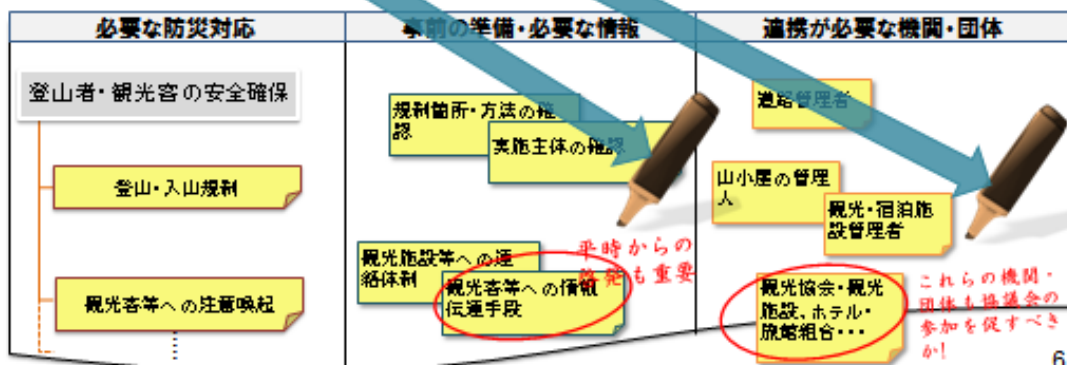 必要な防災対応
事前の準備・必要な情報
連携が必要な機関・団体
登山者・観光客の安全確保
登山・入山規制
観光客等への注意喚起
規制箇所・方法の確
認
実施主体の確認
観光施設等への連
絡体制
観光客等への情報
伝達手段
平時からの
啓発も重要
道路管理者
山小屋の管理
人
観光・宿泊施
設管理者
観光協会・観光
施設、ホテル・
旅館組合・・・
これらの機関・
団体も協議会の
参加を促すべき
か!
6